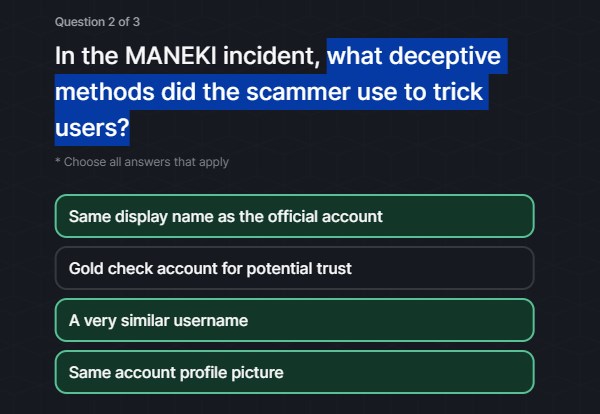 Question 2 of 3
In the MANEKI incident, what deceptive
methods did the scammer use to trick
users?
* Choose all answers that apply
Same display name as the official account
Gold check account for potential trust
A very similar username
Same account profile picture